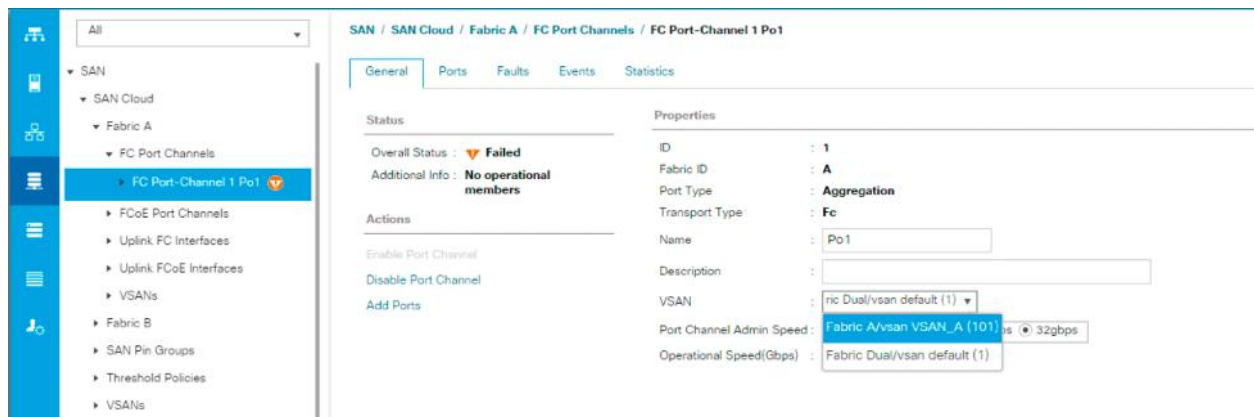 All
SAN
SAN Cloud
Fabric A
FC Port Channels
FC Port-Channel 1 Po1
FCoE Port Channels
Uplink FC Interfaces
Uplink FCoE Interfaces
VSANs
Fabric B
SAN Pin Groups
Threshold Policies
VSANs
SAN / SAN Cloud / Fabric A / FC Port Channels / FC Port-Channel 1 Po1
General Ports Faults Events Statistics
Status
Overall Status : Failed
Additional Info : No operational
members
Actions
Enable Port Channel
Disable Port Channel
Add Ports
Properties
ID : 1
Fabric ID : A
Port Type : Aggregation
Transport Type : Fc
Name : Po1
Description :
VSAN : ric Dual/vsan default (1)
Port Channel Admin Speed : Fabric A/vsan VSAN_A (101) os 32gbps
Operational Speed(Gbps) : Fabric Dual/vsan default (1)